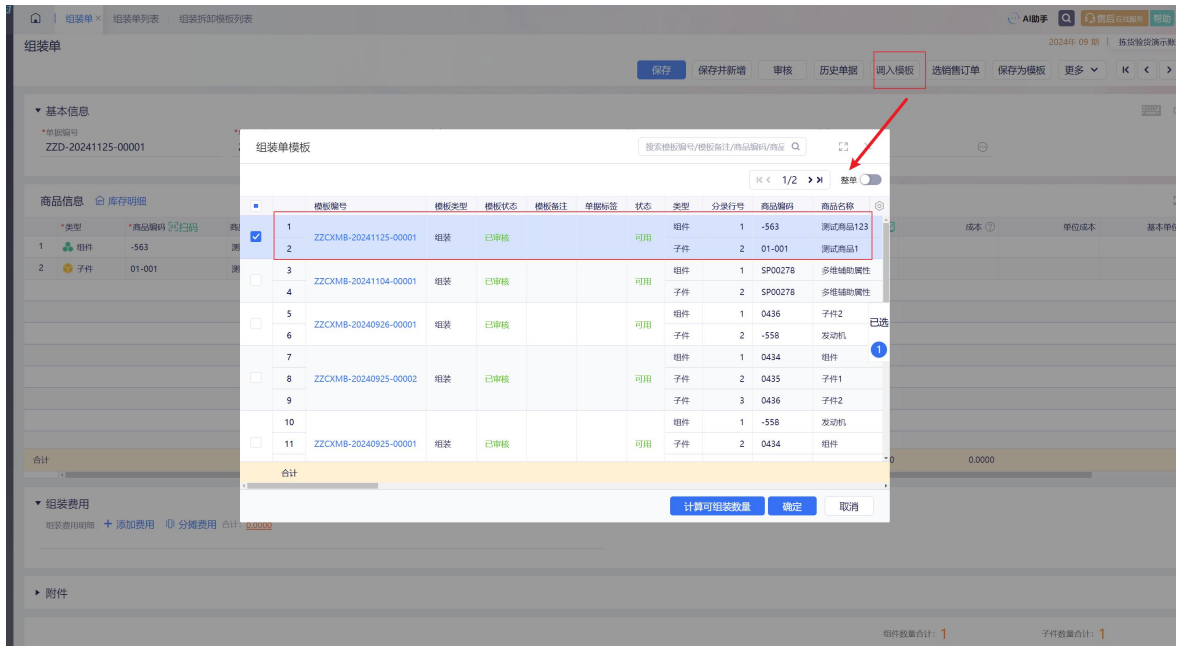 组装单 × 组装单列表 组装拆卸模板列表 AI助手 售后在线服务 帮助
组装单 2024年 09 期 拣货验货演示账
保存 保存并新增 审核 历史单据 调入模板 选销售订单 保存为模板 更多
基本信息
*单据编号
ZZD-20241125-00001
商品信息 库存明细
*类型 *商品编码 扫码 成本 单位成本
1 组件 -563
2 子件 01-001
组装单模板 搜索模板编号/模板备注/商品编码/商品
1/2 整单
模板编号 模板类型 模板状态 模板备注 单据标签 状态 类型 分录行号 商品编码 商品名称
1 ZZCXMB-20241125-00001 组装 已审核 可用 组件 1 -563 测试商品123
2 子件 2 01-001 测试商品1
3 ZZCXMB-20241104-00001 组装 已审核 可用 组件 1 SP00278 多维辅助属性
4 子件 2 SP00278 多维辅助属性
5 ZZCXMB-20240926-00001 组装 已审核 可用 组件 1 0436 子件2
6 子件 2 -558 发动机
7 组件 1 0434 组件
8 ZZCXMB-20240925-00002 组装 已审核 可用 子件 2 0435 子件1
9 子件 3 0436 子件2
10 组件 1 -558 发动机
11 ZZCXMB-20240925-00001 组装 已审核 可用 子件 2 0434 组件
合计
已选
1
计算可组装数量 确定 取消
合计 0 0.0000
组装费用
组装费用明细 添加费用 分摊费用 合计: 0.0000
附件
组件数量合计: 1 子件数量合计: 1